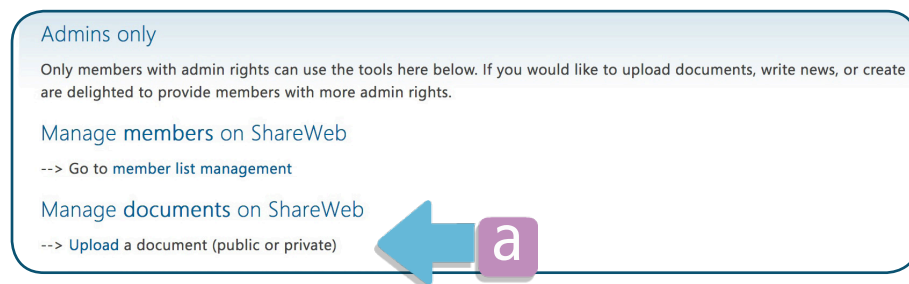 Admins only
Only members with admin rights can use the tools here below. If you would like to upload documents, write news, or create
are delighted to provide members with more admin rights.
Manage members on ShareWeb
--> Go to member list management
Manage documents on ShareWeb
--> Upload a document (public or private)
a